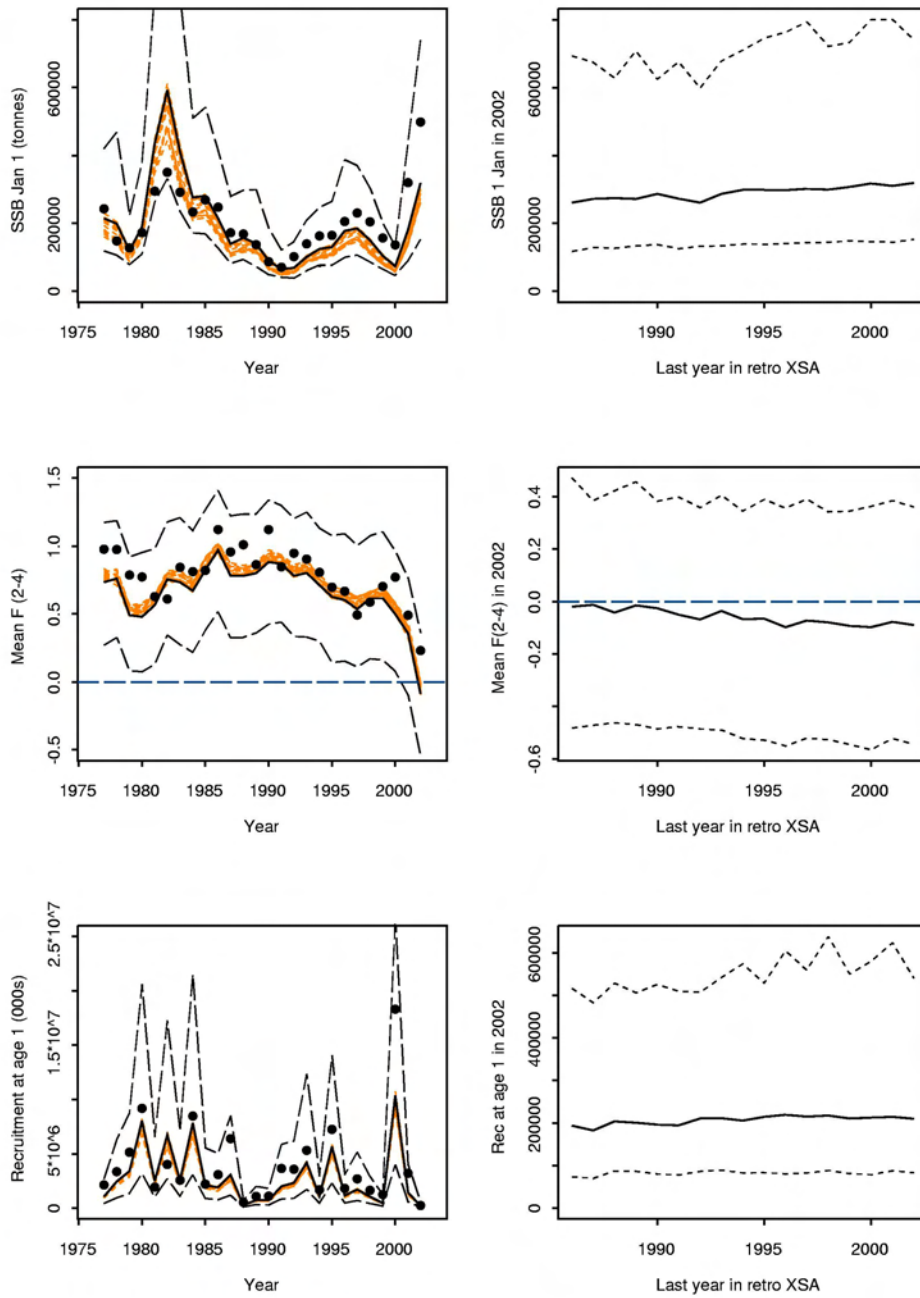 SSB Jan 1 (tonnes)
0
200000
600000
1975 1980 1985 1990 1995 2000
Year
SSB 1 Jan in 2002
0
200000
600000
1990 1995 2000
Last year in retro XSA
Mean F (2-4)
-0.5
0.0
0.5
1.0
1.5
1975 1980 1985 1990 1995 2000
Year
Mean F(2-4) in 2002
-0.6
-0.2
0.0
0.2
0.4
1990 1995 2000
Last year in retro XSA
Recruitment at age 1 (000s)
0
5*10^6
1.5*10^7
2.5*10^7
1975 1980 1985 1990 1995 2000
Year
Rec at age 1 in 2002
0
200000
400000
600000
1990 1995 2000
Last year in retro XSA